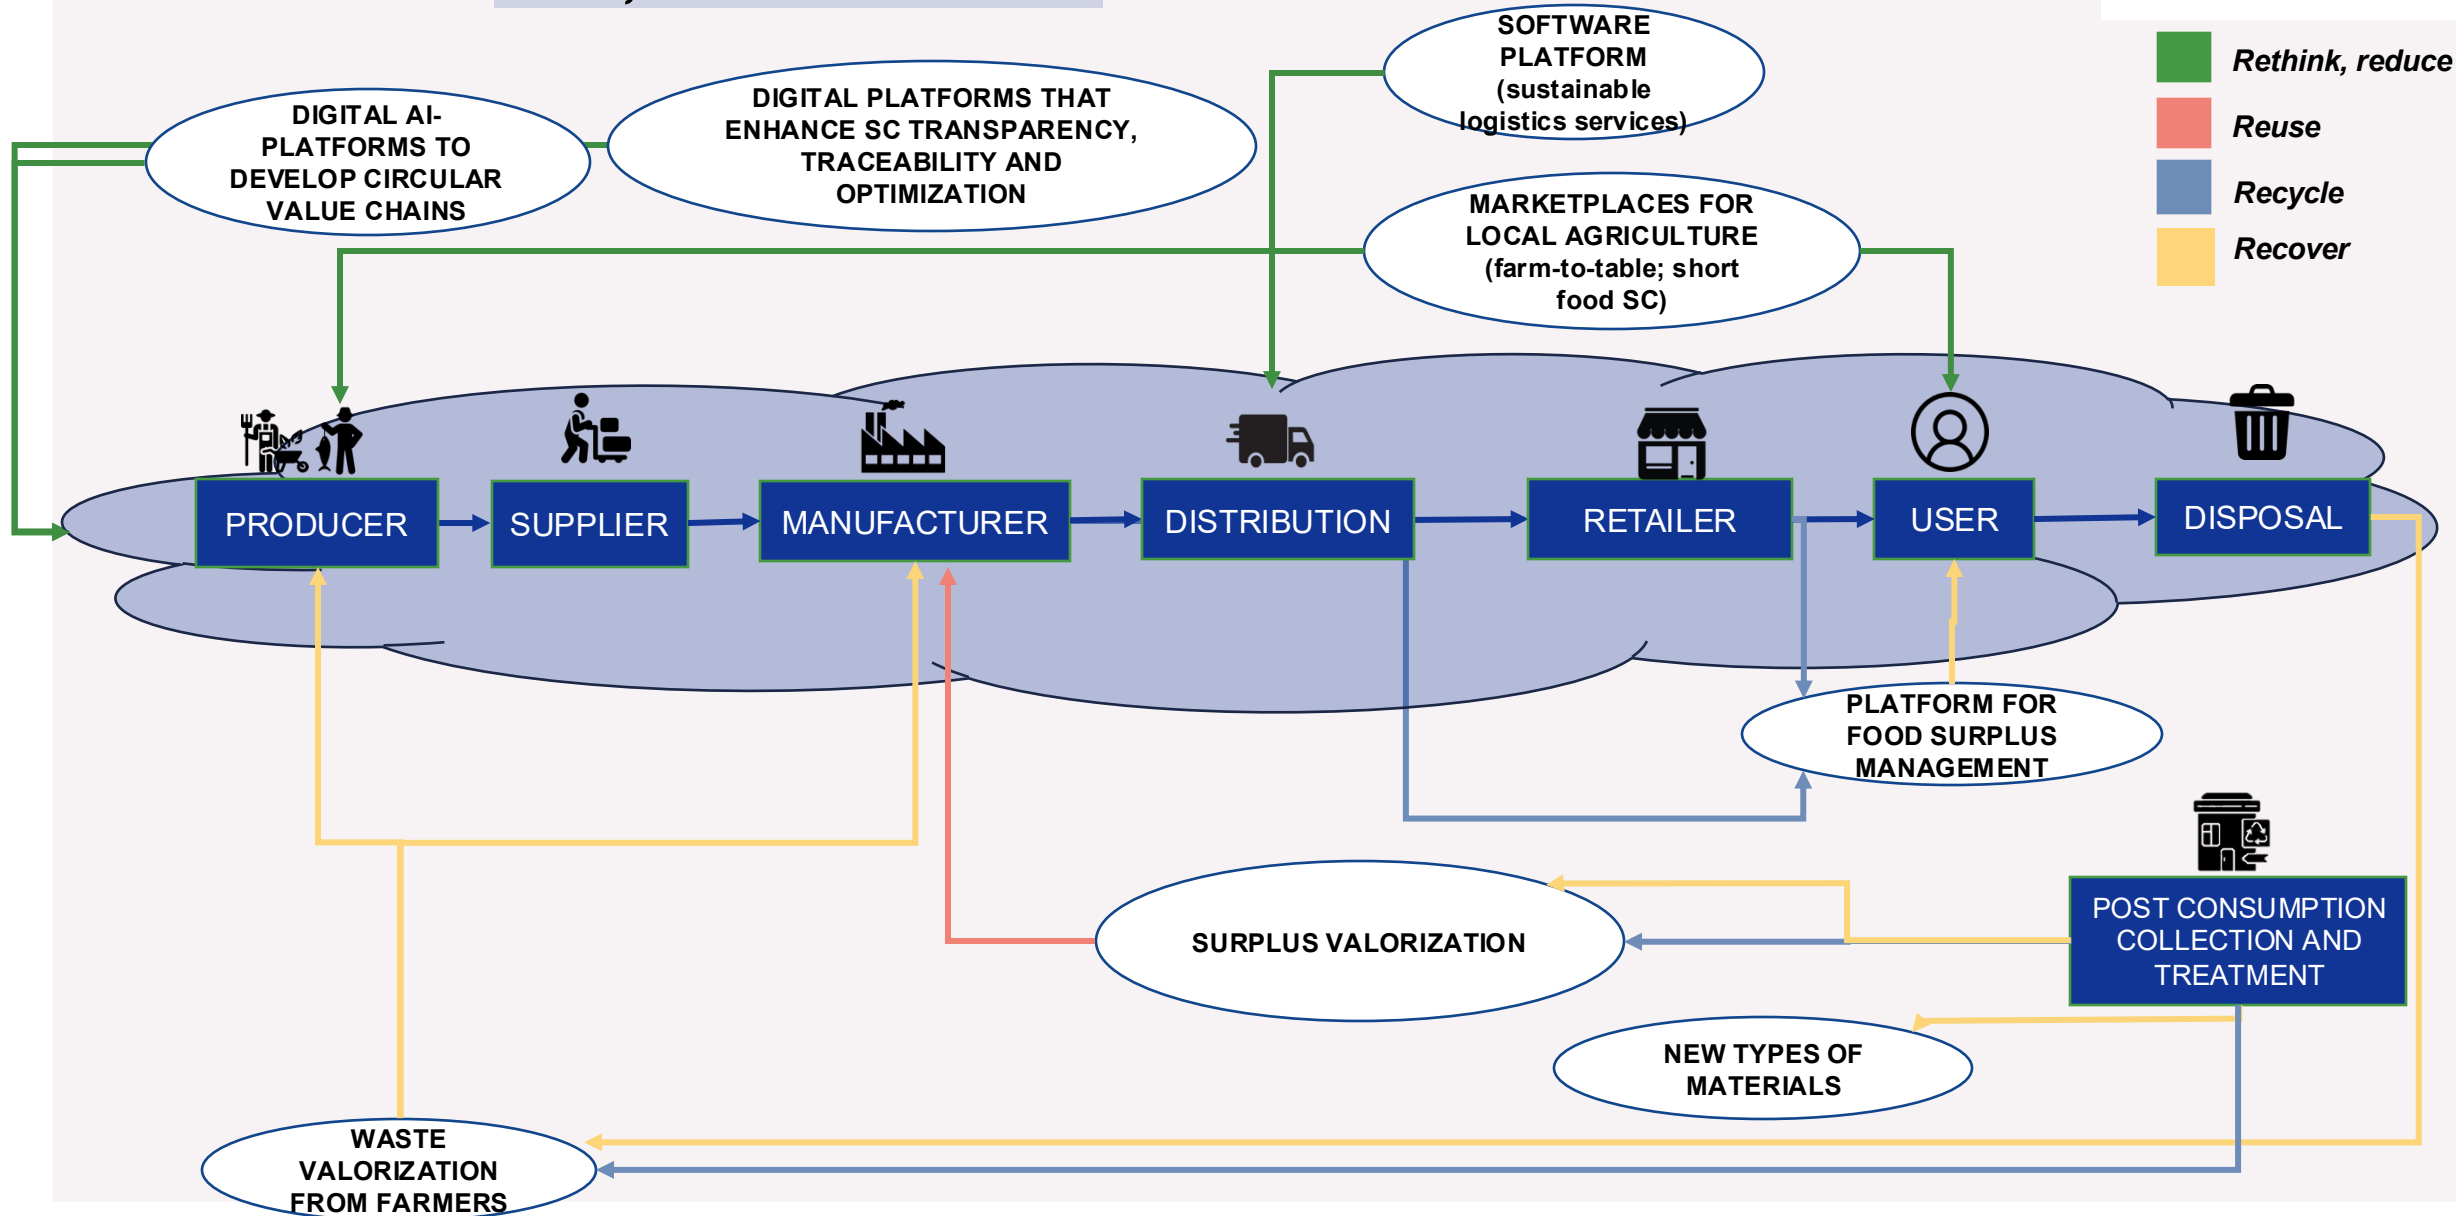 SOFTWARE
PLATFORM
(sustainable
logistics services)
Rethink, reduce
Reuse
Recycle
Recover
DIGITAL AI-
PLATFORMS TO
DEVELOP CIRCULAR
VALUE CHAINS
DIGITAL PLATFORMS THAT
ENHANCE SC TRANSPARENCY,
TRACEABILITY AND
OPTIMIZATION
MARKETPLACES FOR
LOCAL AGRICULTURE
(farm-to-table; short
food SC)
PRODUCER
SUPPLIER
MANUFACTURER
DISTRIBUTION
RETAILER
USER
DISPOSAL
PLATFORM FOR
FOOD SURPLUS
MANAGEMENT
POST CONSUMPTION
COLLECTION AND
TREATMENT
SURPLUS VALORIZATION
NEW TYPES OF
MATERIALS
WASTE
VALORIZATION
FROM FARMERS